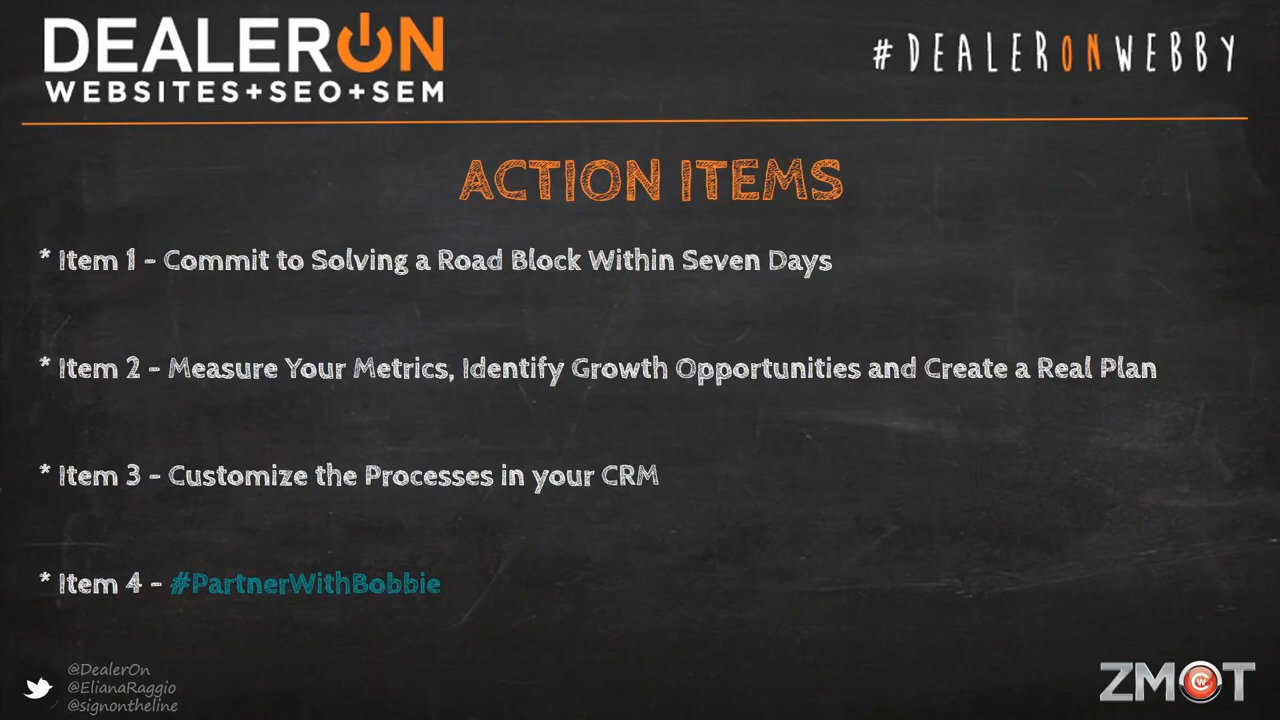 DEALERON
WEBSITES+SEO+SEM
#DEALERONWEBBY
ACTION ITEMS
* Item 1 - Commit to Solving a Road Block Within Seven Days
* Item 2 - Measure Your Metrics, Identify Growth Opportunities and Create a Real Plan
* Item 3 - Customize the Processes in your CRM
* Item 4 - #PartnerWithBobbie
@DealerOn
@ElianaRaggio
@signontheline
ZMOT